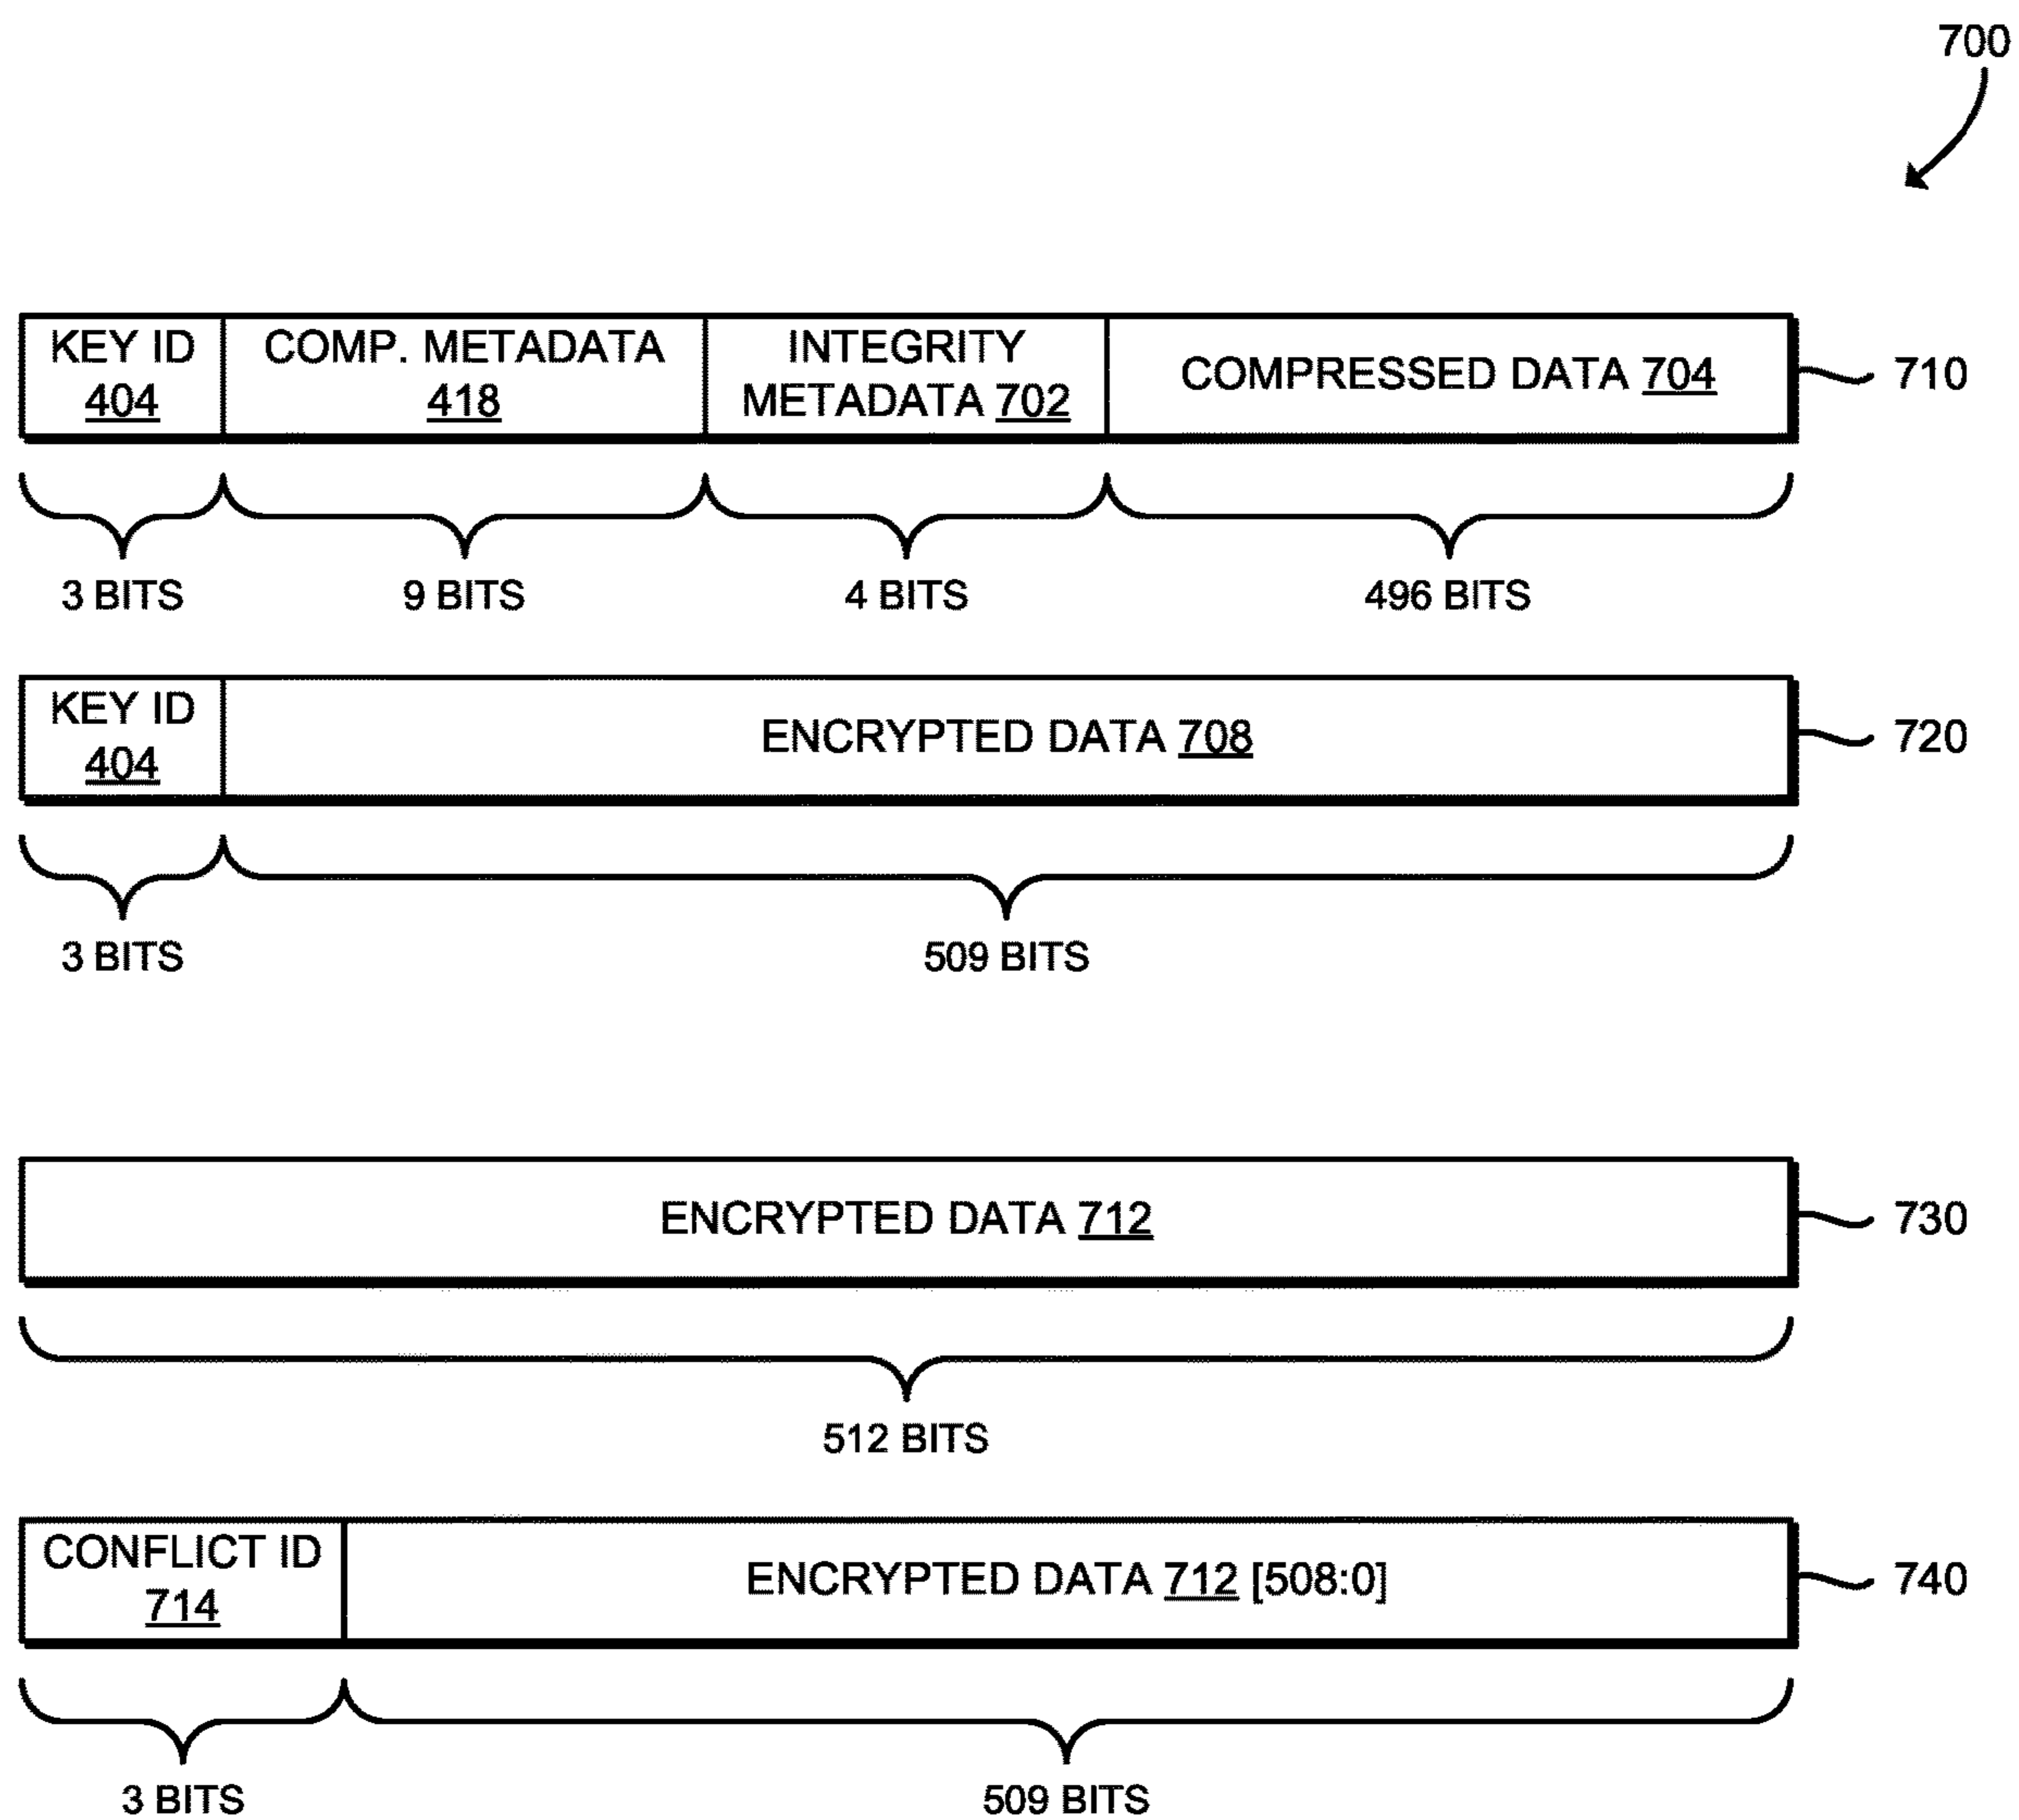 700
KEY ID
404
COMP. METADATA
418
INTEGRITY
METADATA 702
COMPRESSED DATA 704
710
3 BITS
9 BITS
4 BITS
496 BITS
KEY ID
404
ENCRYPTED DATA 708
720
3 BITS
509 BITS
ENCRYPTED DATA 712
730
512 BITS
CONFLICT ID
714
ENCRYPTED DATA 712 [508:0]
740
3 BITS
509 BITS